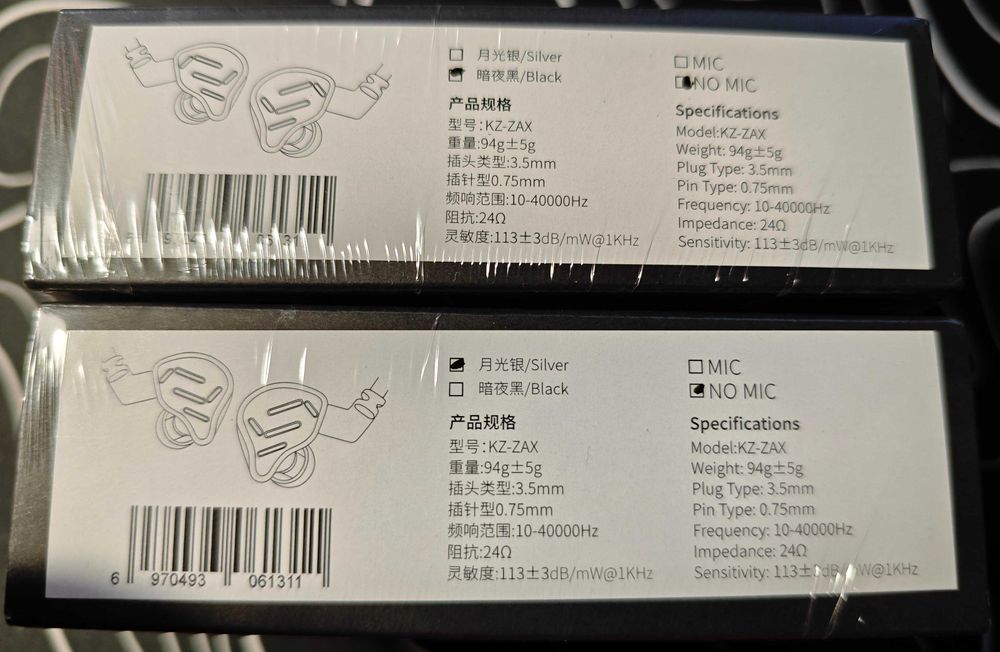 月光银/Silver
暗夜黑/Black
产品规格
型号:KZ-ZAX
重量:94g±5g
插头类型:3.5mm
插针型0.75mm
频响范围:10-40000Hz
阻抗:24Ω
灵敏度:113±3dB/mW@1KHz
MIC
NO MIC
Specifications
Model:KZ-ZAX
Weight: 94g±5g
Plug Type: 3.5mm
Pin Type: 0.75mm
Frequency: 10-40000Hz
Impedance: 24Ω
Sensitivity: 113±3dB/mW@1KHz
月光银/Silver
暗夜黑/Black
产品规格
型号:KZ-ZAX
重量:94g±5g
插头类型:3.5mm
插针型0.75mm
频响范围:10-40000Hz
阻抗:24Ω
灵敏度:113±3dB/mW@1KHz
MIC
NO MIC
Specifications
Model:KZ-ZAX
Weight: 94g±5g
Plug Type: 3.5mm
Pin Type: 0.75mm
Frequency: 10-40000Hz
Impedance: 24Ω
Sensitivity: 113±3dB/mW@1KHz
6 970493 061311